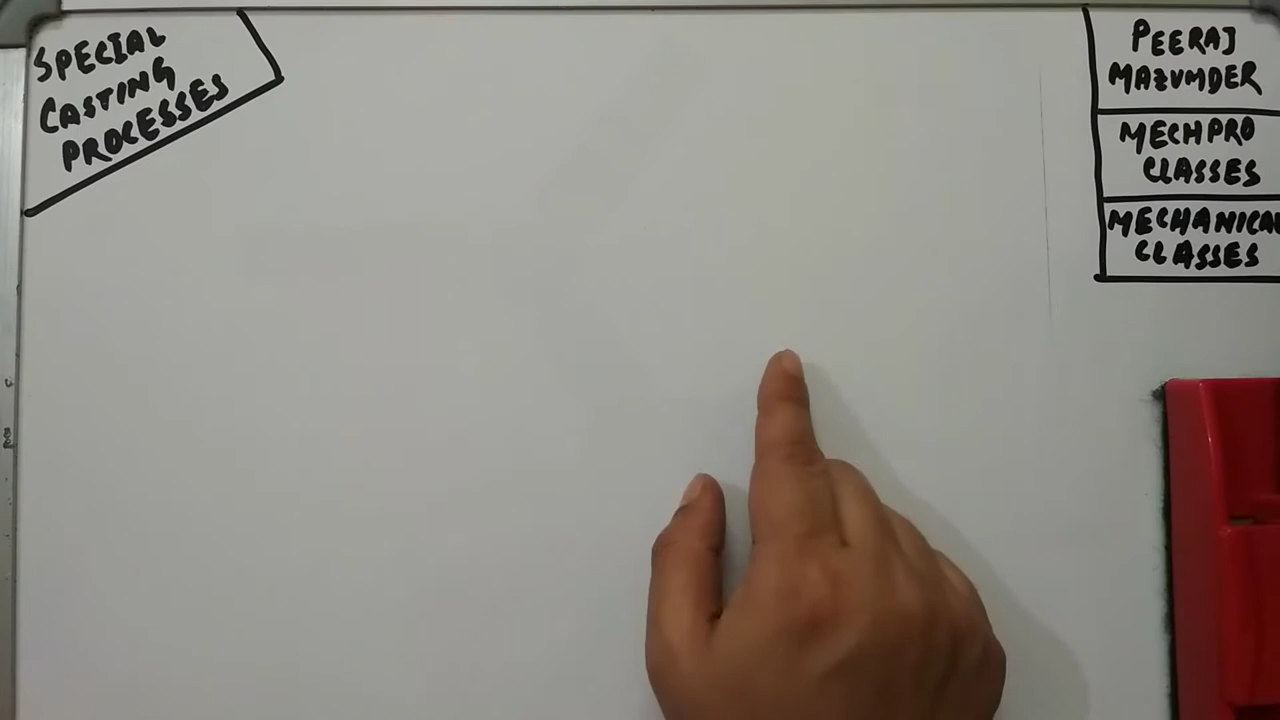 SPECIAL
CASTING
PROCESSES
PEERAJ
MAZUMDER
MECHPRO
CLASSES
MECHANICAL
CLASSES